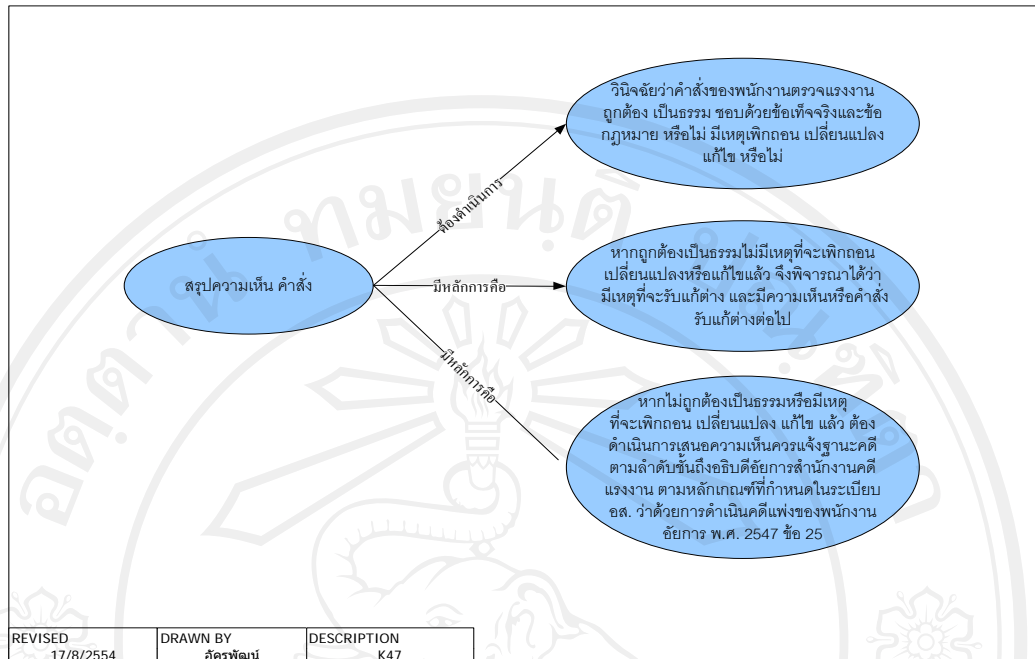 วินิจฉัยว่าคำสั่งของพนักงานตรวจแรงงาน
ถูกต้อง เป็นธรรม ชอบด้วยข้อเท็จจริงและข้อ
กฎหมาย หรือไม่ มีเหตุเพิกถอน เปลี่ยนแปลง
แก้ไข หรือไม่
ต้องดำเนินการ
สรุปความเห็น คำสั่ง
มีหลักการคือ
หากถูกต้องเป็นธรรมไม่มีเหตุที่จะเพิกถอน
เปลี่ยนแปลงหรือแก้ไขแล้ว จึงพิจารณาได้ว่า
มีเหตุที่จะรับแก้ต่าง และมีความเห็นหรือคำสั่ง
รับแก้ต่างต่อไป
มีหลักการคือ
หากไม่ถูกต้องเป็นธรรมหรือมีเหตุ
ที่จะเพิกถอน เปลี่ยนแปลง แก้ไข แล้ว ต้อง
ดำเนินการเสนอความเห็นควรแจ้งฐานะคดี
ตามลำดับชั้นถึงอธิบดีอัยการสำนักงานคดี
แรงงาน ตามหลักเกณฑ์ที่กำหนดในระเบียบ
อส. ว่าด้วยการดำเนินคดีแพ่งของพนักงาน
อัยการ พ.ศ. 2547 ข้อ 25
REVISED DRAWN BY DESCRIPTION
17/8/2554 อัครพัฒน์ K47